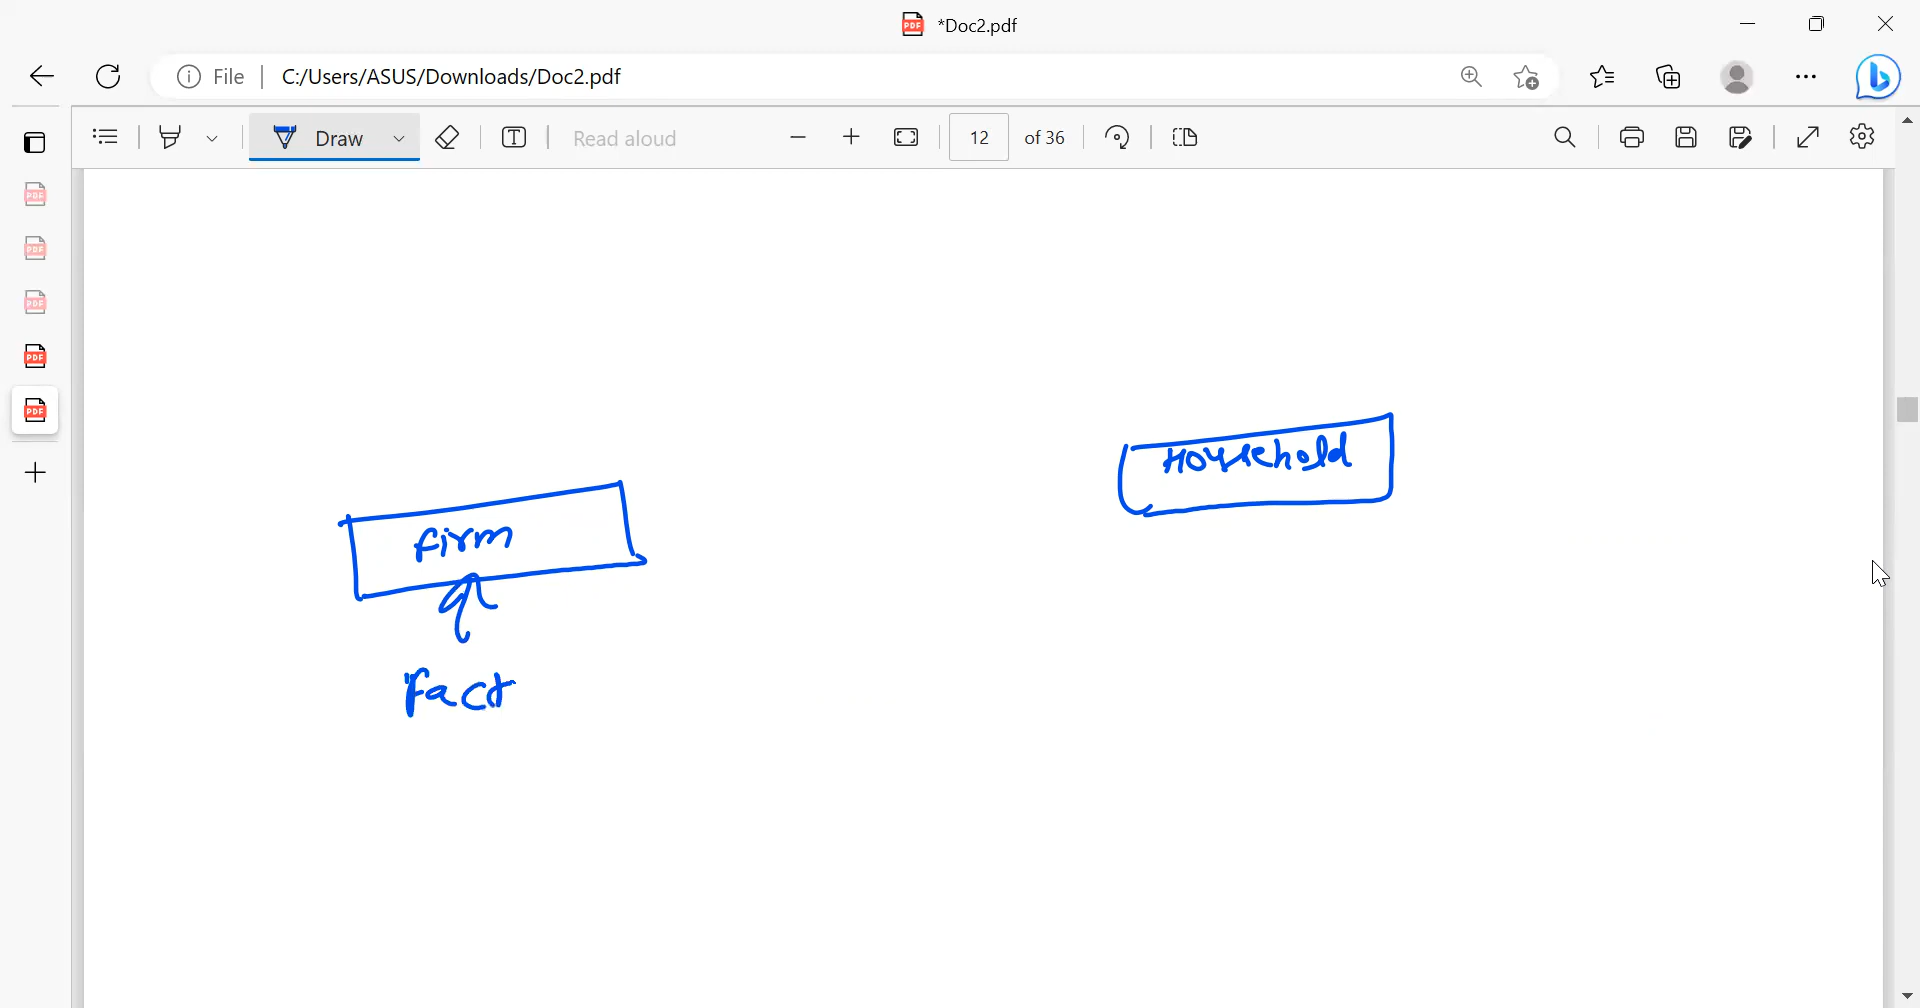 *Doc2.pdf
File C:/Users/ASUS/Downloads/Doc2.pdf
Draw Read aloud 12 of 36
Household
firm
fact